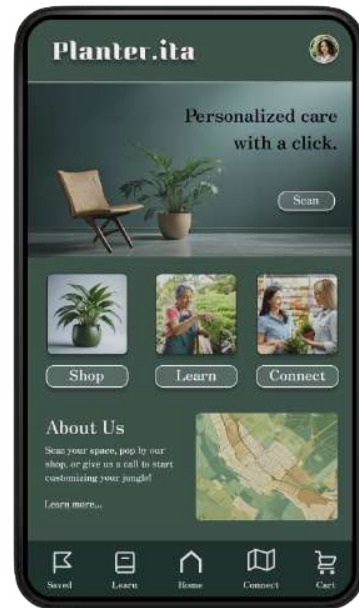 Planter.ita
Personalized care
with a click.
Scan
Shop
Learn
Connect
About Us
Scan your space, pop by our
shop, or give us a call to start
customizing your jungle!
Learn more...
Saved
Learn
Home
Connect
Cart